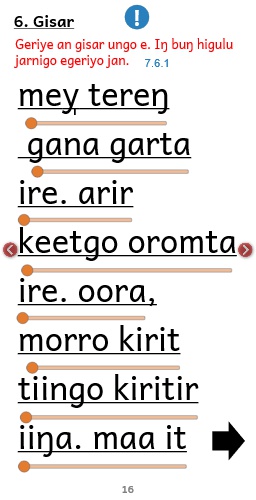 6. Gisar
!
Geriye an gisar ungo e. Iŋ buŋ higulu
jarnigo egeriyo jan. 7.6.1
mey tereŋ
gana garta
ire. arir
keetgo oromta
ire. oora,
morro kirit
tiingo kiritir
iiŋa. maa it
16